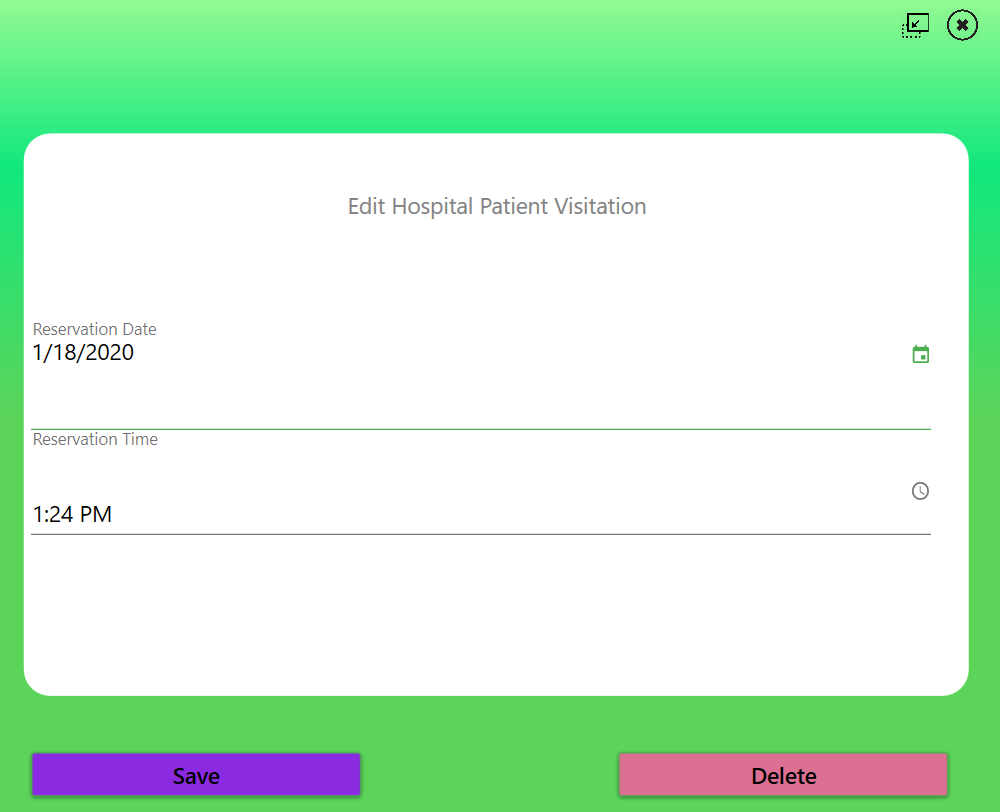 Edit Hospital Patient Visitation
Reservation Date
1/18/2020
Reservation Time
1:24 PM
Save
Delete